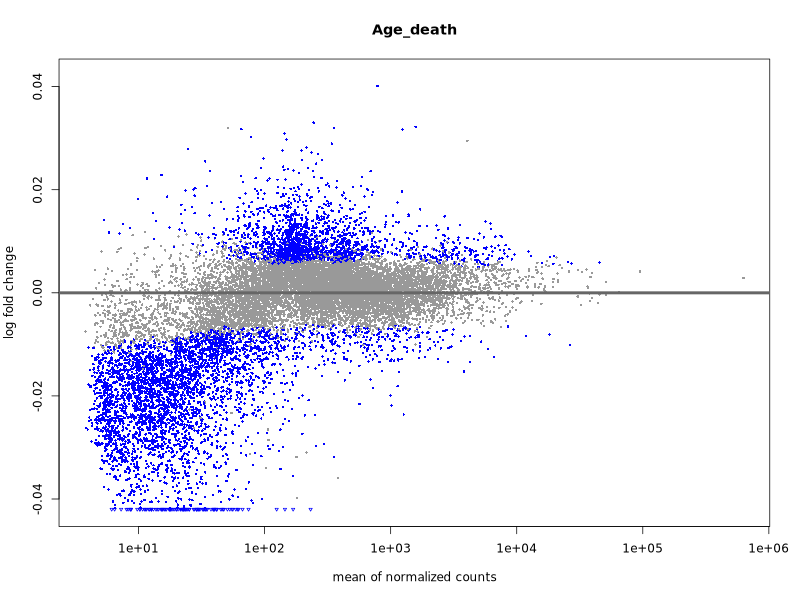 Age_death
log fold change
0.04
0.02
0.00
-0.02
-0.04
1e+01 1e+02 1e+03 1e+04 1e+05 1e+06
mean of normalized counts